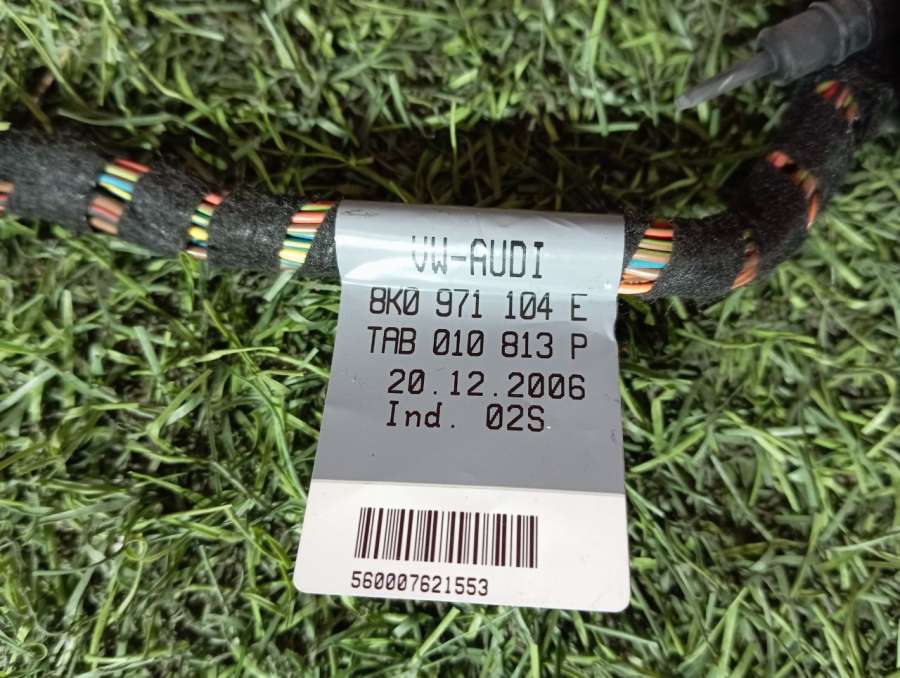 VW-AUDI
8K0 971 104 E
TAB 010 813 P
20.12.2006
Ind. 02S
560007621553